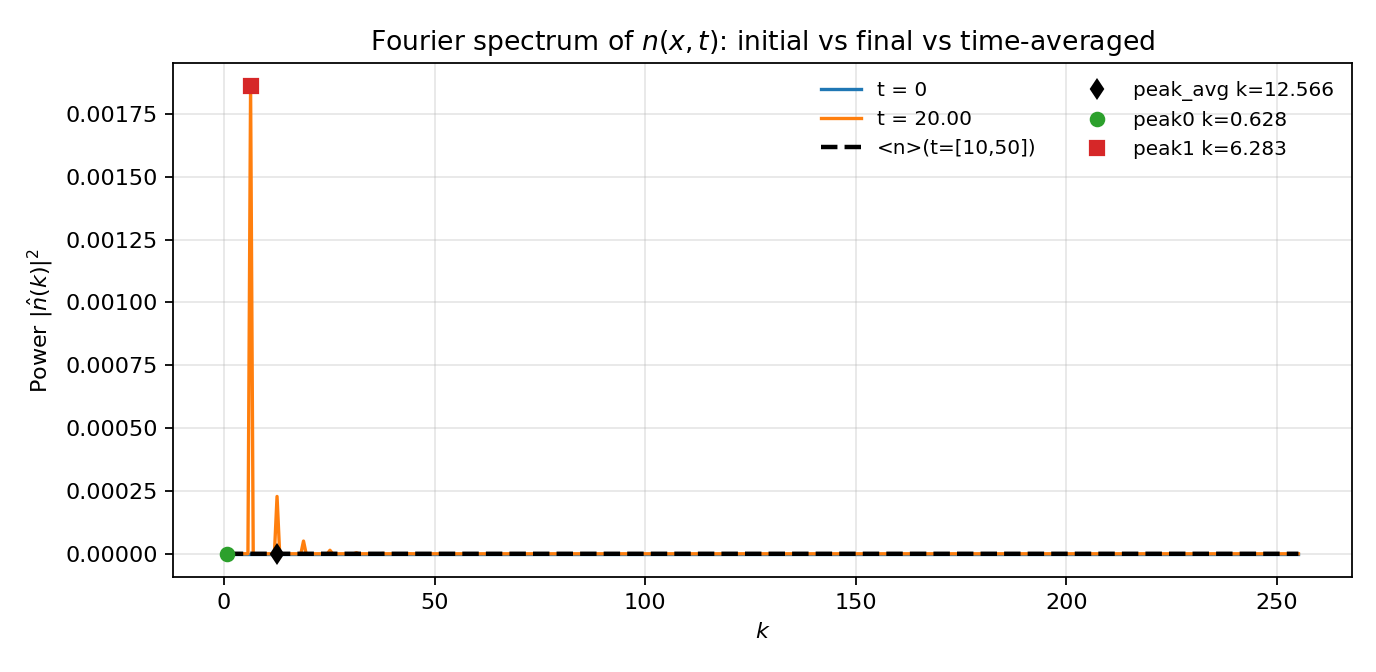 Fourier spectrum of n(x, t): initial vs final vs time-averaged
t = 0
t = 20.00
<n>(t=[10,50])
peak_avg k=12.566
peak0 k=0.628
peak1 k=6.283
Power |n̂(k)|²
0.00175
0.00150
0.00125
0.00100
0.00075
0.00050
0.00025
0.00000
0 50 100 150 200 250
k